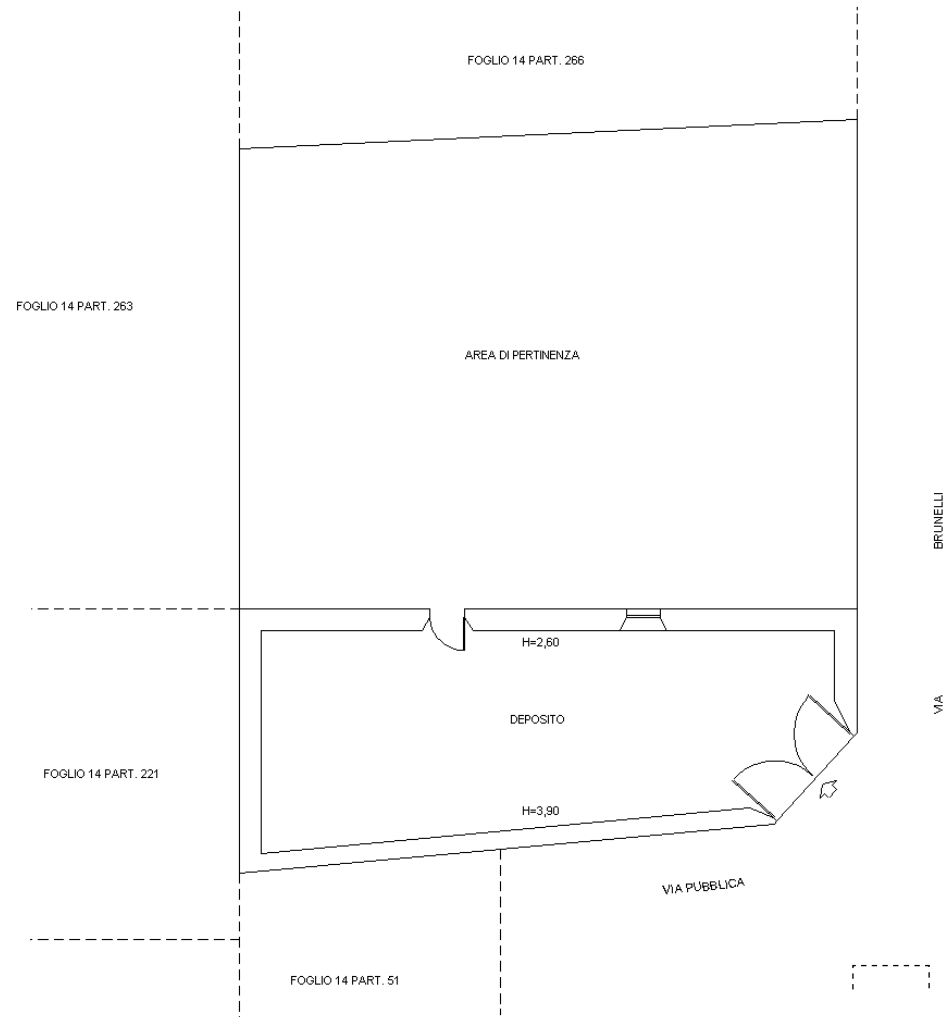 FOGLIO 14 PART. 266
FOGLIO 14 PART. 263
AREA DI PERTINENZA
VIA BRUNELLI
H=2,60
DEPOSITO
FOGLIO 14 PART. 221
H=3,90
VIA PUBBLICA
FOGLIO 14 PART. 51